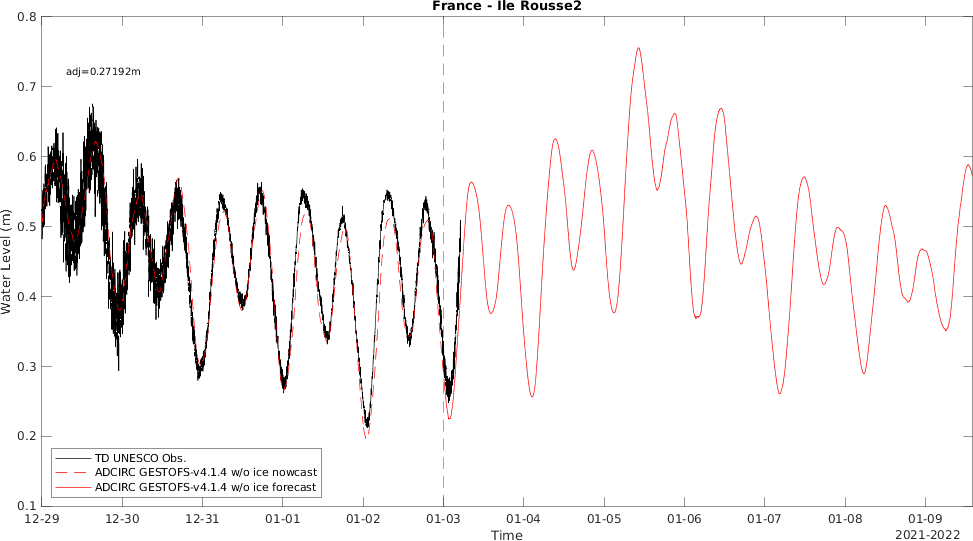 France - Ile Rousse2
adj=0.27192m
0.8
0.7
0.6
0.5
0.4
0.3
0.2
0.1
Water Level (m)
TD UNESCO Obs.
ADCIRC GESTOFS-v4.1.4 w/o ice nowcast
ADCIRC GESTOFS-v4.1.4 w/o ice forecast
12-29 12-30 12-31 01-01 01-02 01-03 01-04 01-05 01-06 01-07 01-08 01-09
Time
2021-2022